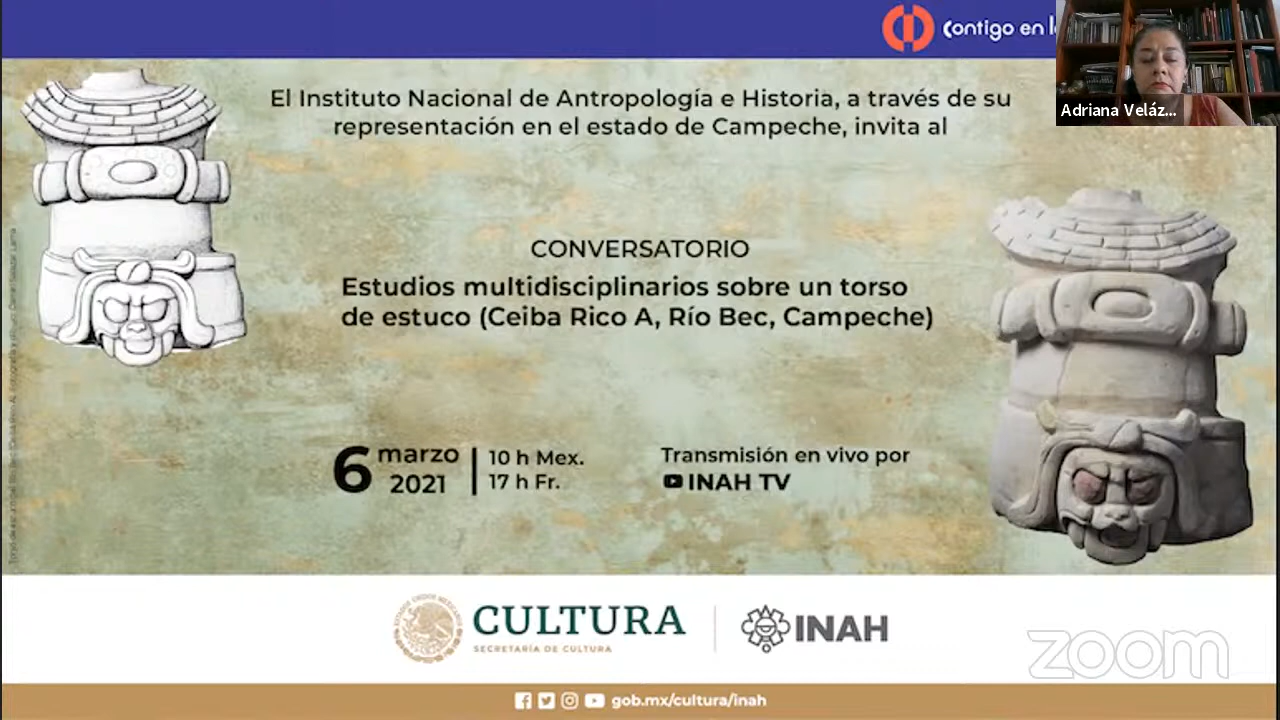 Contigo en l
Adriana Veláz...
El Instituto Nacional de Antropología e Historia, a través de su
representación en el estado de Campeche, invita al
CONVERSATORIO
Estudios multidisciplinarios sobre un torso
de estuco (Ceiba Rico A, Río Bec, Campeche)
6 marzo 2021
10 h Mex.
17 h Fr.
Transmisión en vivo por
INAH TV
CULTURA
SECRETARÍA DE CULTURA
INAH
zoom
gob.mx/cultura/inah